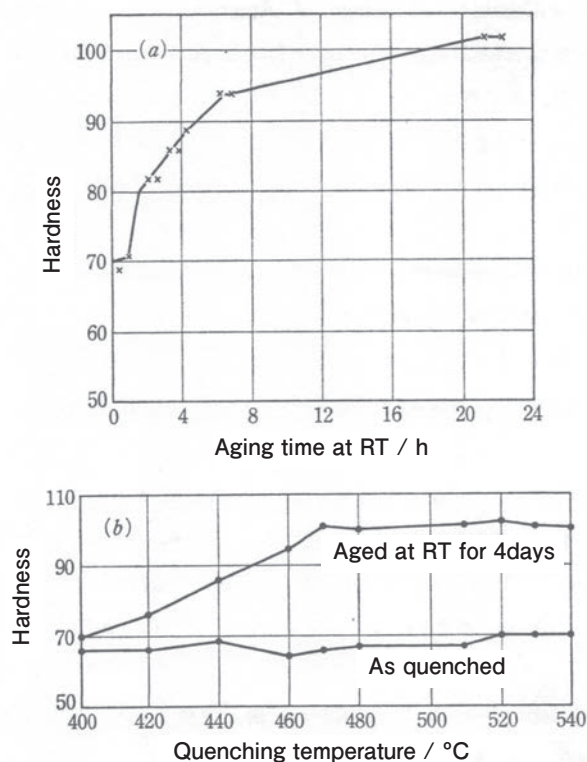 (a)
100
90
80
70
60
50
Hardness
0 4 8 12 16 20 24
Aging time at RT / h
(b)
110
90
70
50
Hardness
Aged at RT for 4days
As quenched
400 420 440 460 480 500 520 540
Quenching temperature / °C